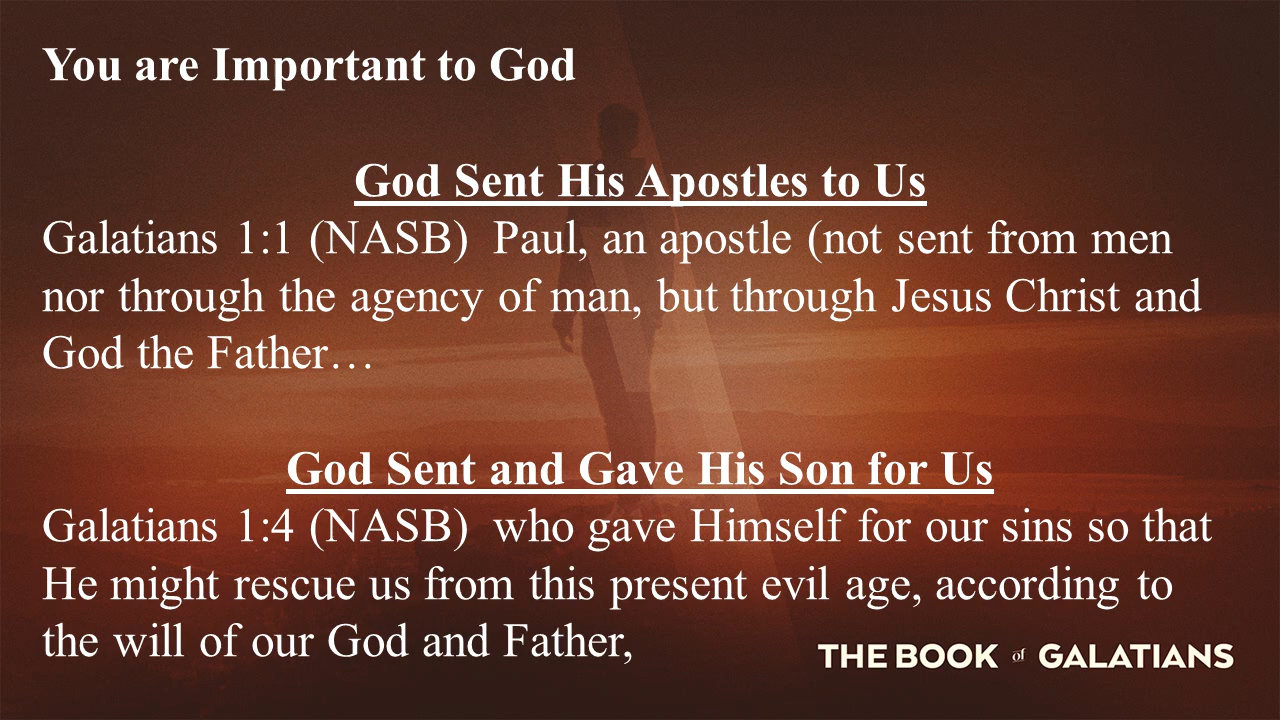 You are Important to God
God Sent His Apostles to Us
Galatians 1:1 (NASB)  Paul, an apostle (not sent from men
nor through the agency of man, but through Jesus Christ and
God the Father…
God Sent and Gave His Son for Us
Galatians 1:4 (NASB)  who gave Himself for our sins so that
He might rescue us from this present evil age, according to
the will of our God and Father,
THE BOOK of GALATIANS